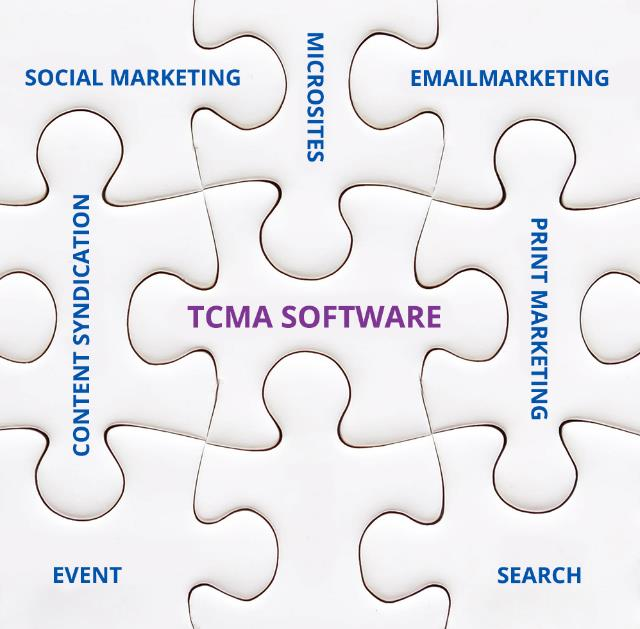 SOCIAL MARKETING
MICROSITES
EMAILMARKETING
CONTENT SYNDICATION
TCMA SOFTWARE
PRINT MARKETING
EVENT
SEARCH